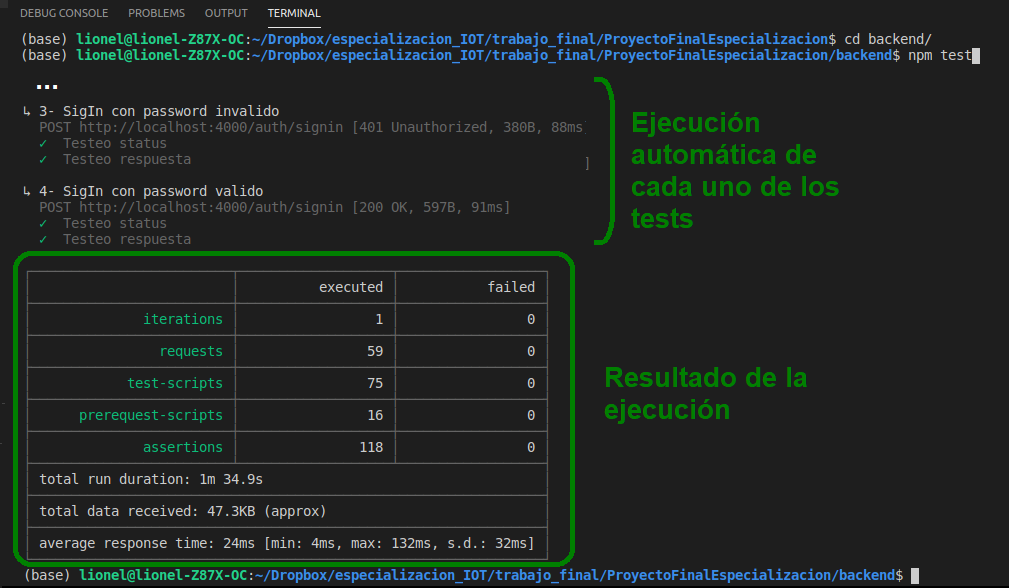 DEBUG CONSOLE PROBLEMS OUTPUT TERMINAL
(base) lionel@lionel-Z87X-OC:~/Dropbox/especializacion_IOT/trabajo_final/ProyectoFinalEspecializacion$ cd backend/
(base) lionel@lionel-Z87X-OC:~/Dropbox/especializacion_IOT/trabajo_final/ProyectoFinalEspecializacion/backend$ npm test
...
↳ 3- SigIn con password invalido
POST http://localhost:4000/auth/signin [401 Unauthorized, 380B, 88ms
✓ Testeo status
✓ Testeo respuesta
]
↳ 4- SigIn con password valido
POST http://localhost:4000/auth/signin [200 OK, 597B, 91ms]
✓ Testeo status
✓ Testeo respuesta
Ejecución
automática de
cada uno de los
tests
executed failed
iterations 1 0
requests 59 0
test-scripts 75 0
prerequest-scripts 16 0
assertions 118 0
total run duration: 1m 34.9s
total data received: 47.3KB (approx)
average response time: 24ms [min: 4ms, max: 132ms, s.d.: 32ms]
Resultado de la
ejecución
(base) lionel@lionel-Z87X-OC:~/Dropbox/especializacion_IOT/trabajo_final/ProyectoFinalEspecializacion/backend$